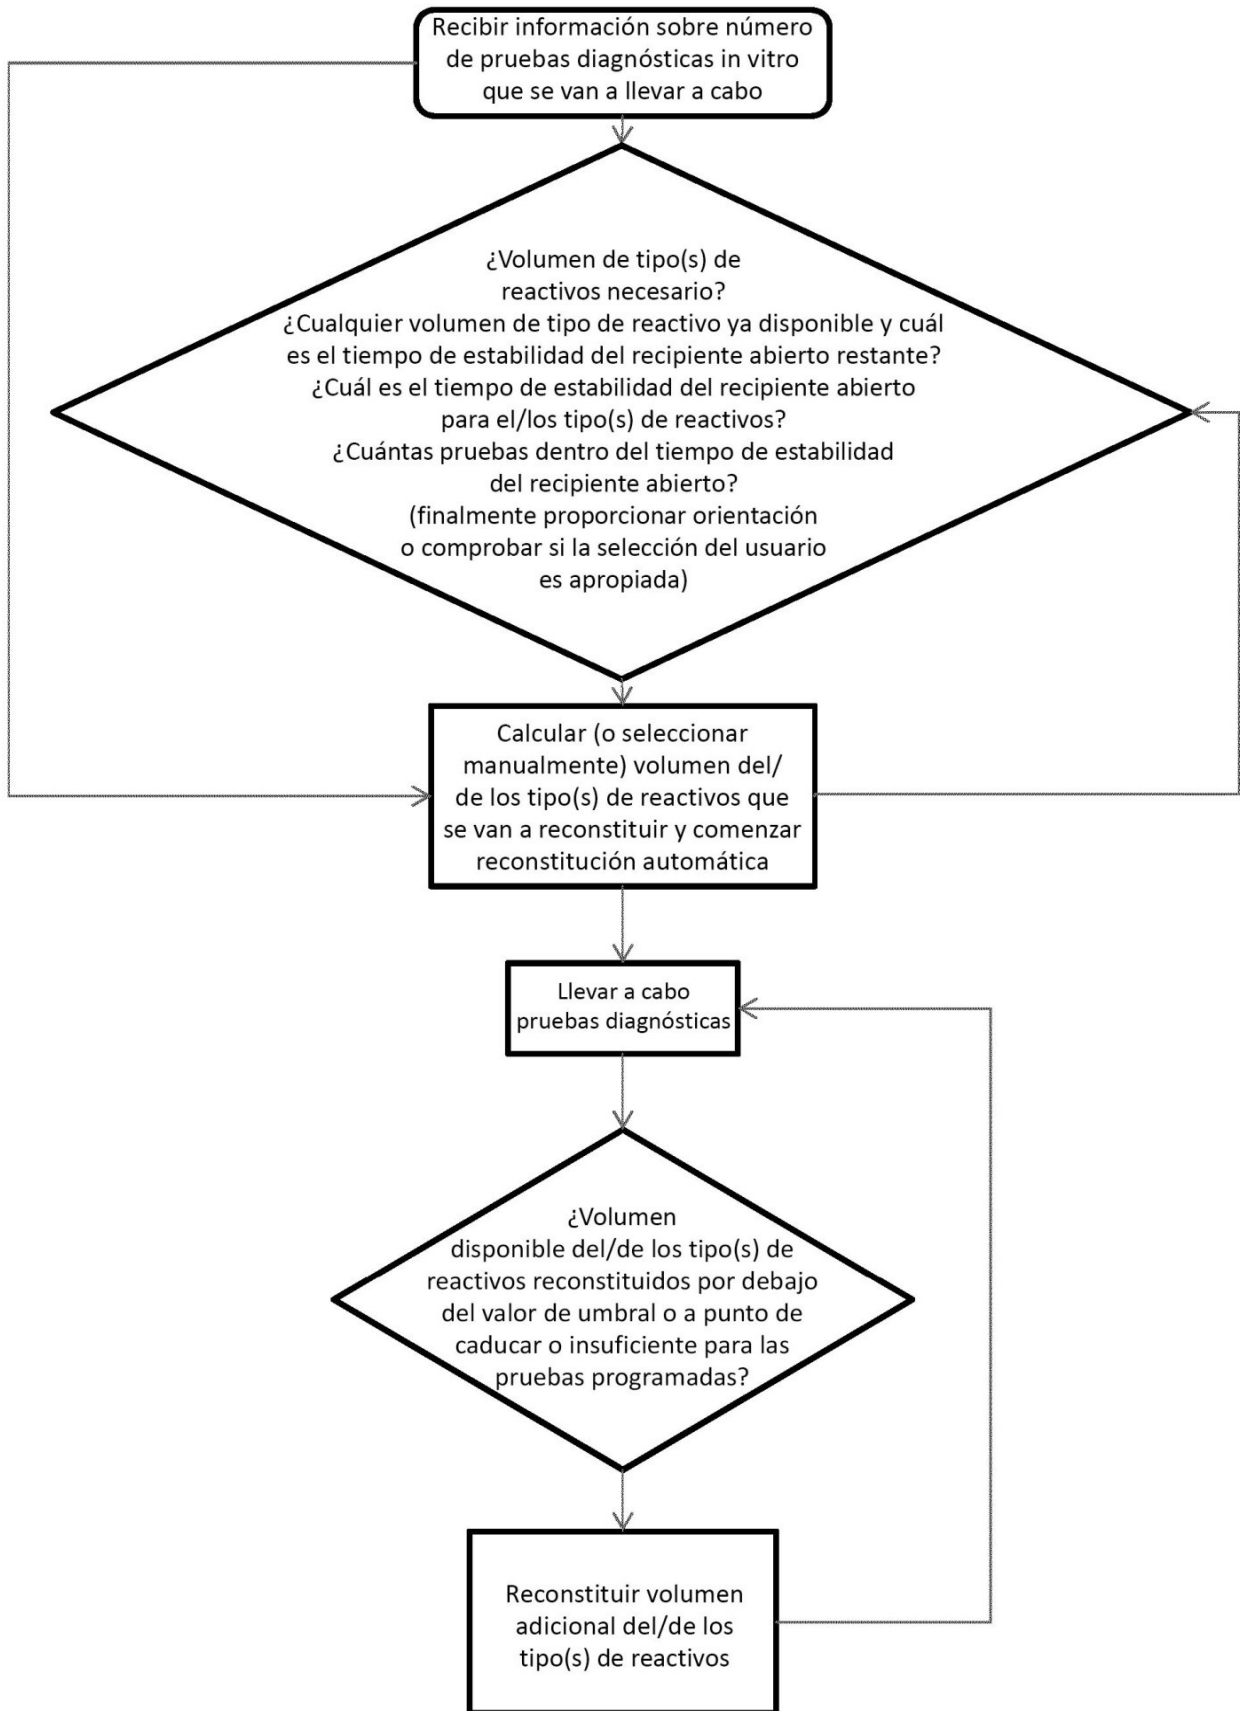 Recibir información sobre número
de pruebas diagnósticas in vitro
que se van a llevar a cabo
¿Volumen de tipo(s) de
reactivos necesario?
¿Cualquier volumen de tipo de reactivo ya disponible y cuál
es el tiempo de estabilidad del recipiente abierto restante?
¿Cuál es el tiempo de estabilidad del recipiente abierto
para el/los tipo(s) de reactivos?
¿Cuántas pruebas dentro del tiempo de estabilidad
del recipiente abierto?
(finalmente proporcionar orientación
o comprobar si la selección del usuario
es apropiada)
Calcular (o seleccionar
manualmente) volumen del/
de los tipo(s) de reactivos que
se van a reconstituir y comenzar
reconstitución automática
Llevar a cabo
pruebas diagnósticas
¿Volumen
disponible del/de los tipo(s) de
reactivos reconstituidos por debajo
del valor de umbral o a punto de
caducar o insuficiente para las
pruebas programadas?
Reconstituir volumen
adicional del/de los
tipo(s) de reactivos